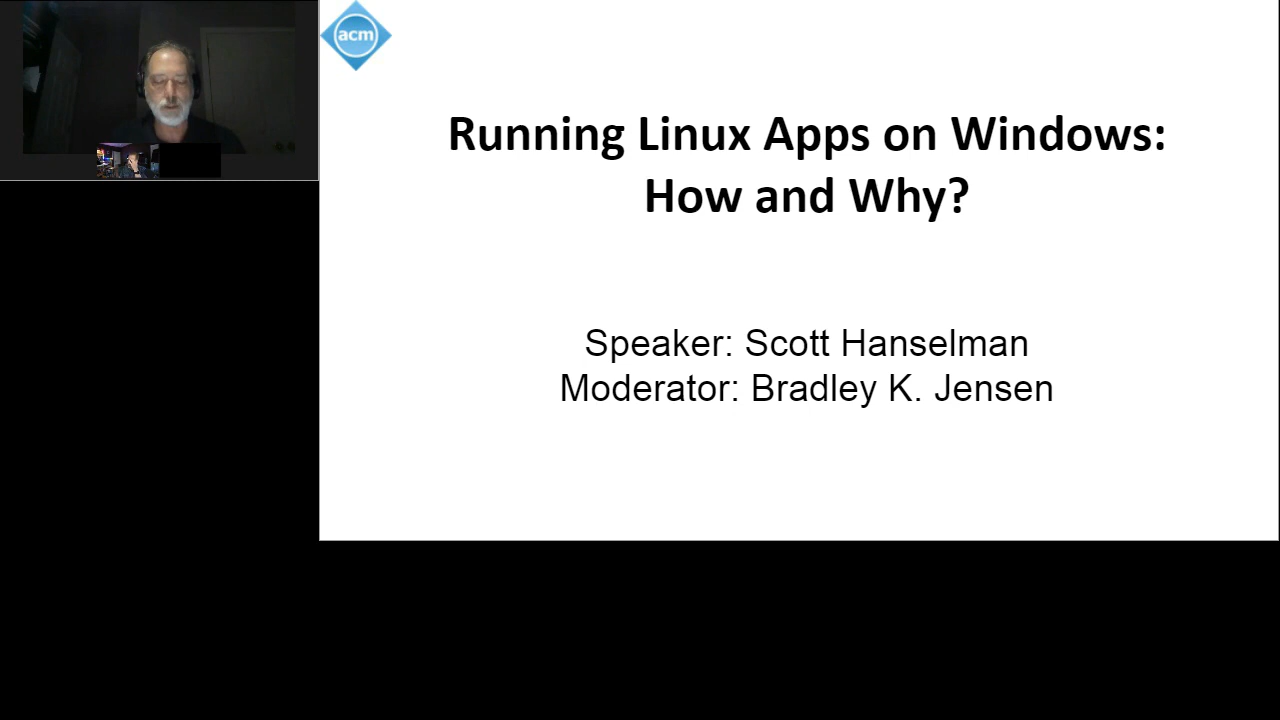 acm
Running Linux Apps on Windows:
How and Why?
Speaker: Scott Hanselman
Moderator: Bradley K. Jensen